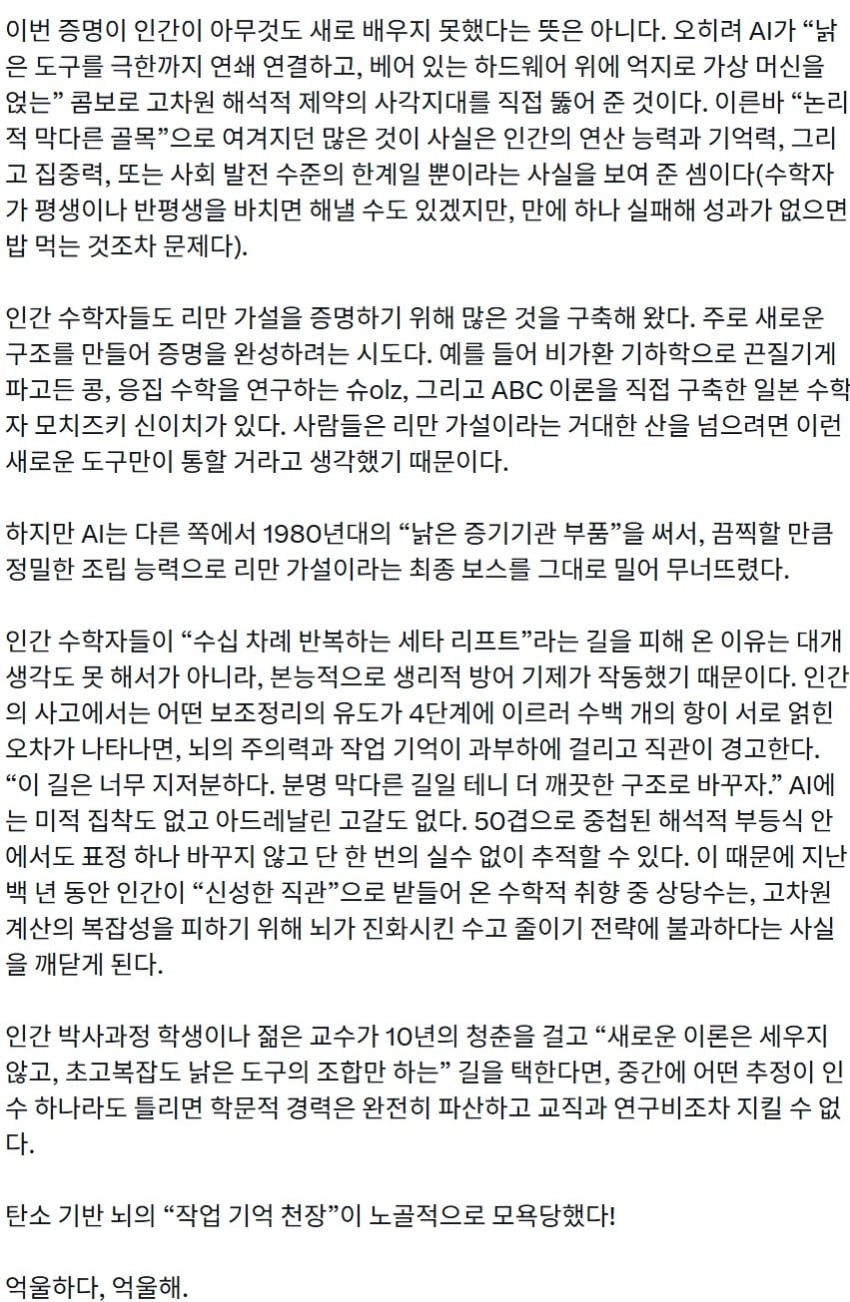 이번 증명이 인간이 아무것도 새로 배우지 못했다는 뜻은 아니다. 오히려 AI가 “낡
은 도구를 극한까지 연쇄 연결하고, 베어 있는 하드웨어 위에 억지로 가상 머신을
얹는” 콤보로 고차원 해석적 제약의 사각지대를 직접 뚫어 준 것이다. 이른바 “논리
적 막다른 골목”으로 여겨지던 많은 것이 사실은 인간의 연산 능력과 기억력, 그리
고 집중력, 또는 사회 발전 수준의 한계일 뿐이라는 사실을 보여 준 셈이다(수학자
가 평생이나 반평생을 바치면 해낼 수도 있겠지만, 만에 하나 실패해 성과가 없으면
밥 먹는 것조차 문제다).
인간 수학자들도 리만 가설을 증명하기 위해 많은 것을 구축해 왔다. 주로 새로운
구조를 만들어 증명을 완성하려는 시도다. 예를 들어 비가환 기하학으로 끈질기게
파고든 콩, 응집 수학을 연구하는 슈olz, 그리고 ABC 이론을 직접 구축한 일본 수학
자 모치즈키 신이치가 있다. 사람들은 리만 가설이라는 거대한 산을 넘으려면 이런
새로운 도구만이 통할 거라고 생각했기 때문이다.
하지만 AI는 다른 쪽에서 1980년대의 “낡은 증기기관 부품”을 써서, 끔찍할 만큼
정밀한 조립 능력으로 리만 가설이라는 최종 보스를 그대로 밀어 무너뜨렸다.
인간 수학자들이 “수십 차례 반복하는 세타 리프트”라는 길을 피해 온 이유는 대개
생각도 못 해서가 아니라, 본능적으로 생리적 방어 기제가 작동했기 때문이다. 인간
의 사고에서는 어떤 보조정리의 유도가 4단계에 이르러 수백 개의 항이 서로 얽힌
오차가 나타나면, 뇌의 주의력과 작업 기억이 과부하에 걸리고 직관이 경고한다.
“이 길은 너무 지저분하다. 분명 막다른 길일 테니 더 깨끗한 구조로 바꾸자.” AI에
는 미적 집착도 없고 아드레날린 고갈도 없다. 50겹으로 중첩된 해석적 부등식 안
에서도 표정 하나 바꾸지 않고 단 한 번의 실수 없이 추적할 수 있다. 이 때문에 지난
백 년 동안 인간이 “신성한 직관”으로 받들어 온 수학적 취향 중 상당수는, 고차원
계산의 복잡성을 피하기 위해 뇌가 진화시킨 수고 줄이기 전략에 불과하다는 사실
을 깨닫게 된다.
인간 박사과정 학생이나 젊은 교수가 10년의 청춘을 걸고 “새로운 이론은 세우지
않고, 초고복잡도 낡은 도구의 조합만 하는” 길을 택한다면, 중간에 어떤 추정이 인
수 하나라도 틀리면 학문적 경력은 완전히 파산하고 교직과 연구비조차 지킬 수 없
다.
탄소 기반 뇌의 “작업 기억 천장”이 노골적으로 모욕당했다!
억울하다, 억울해.